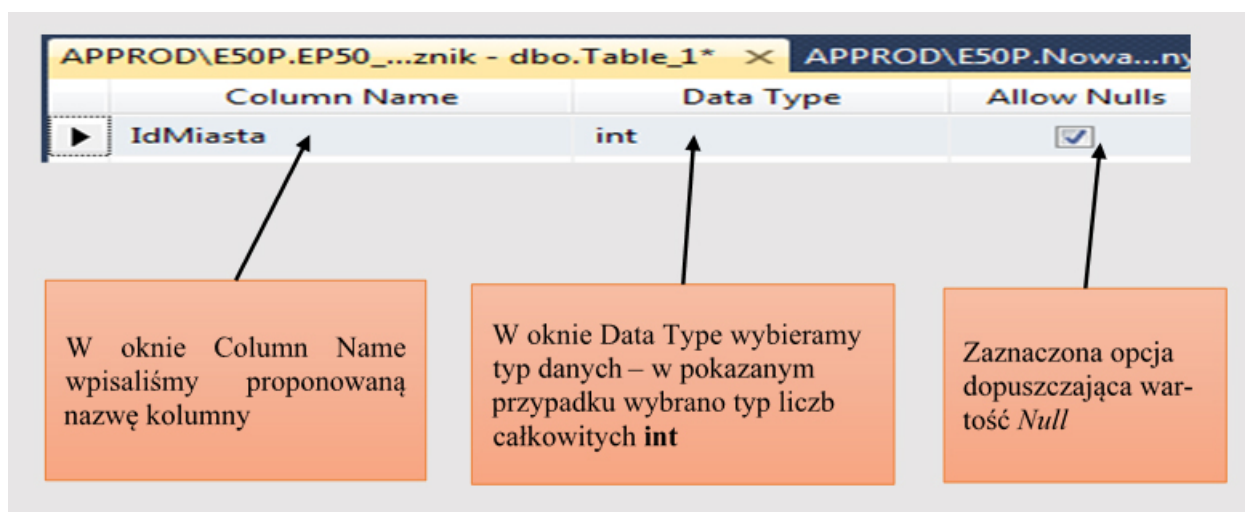 APPROD\E50P.EP50_...znik - dbo.Table_1* × APPROD\E50P.Nowa...ny
Column Name Data Type Allow Nulls
IdMiasta int
W oknie Column Name
wpisaliśmy proponowaną
nazwę kolumny
W oknie Data Type wybieramy
typ danych – w pokazanym
przypadku wybrano typ liczb
całkowitych int
Zaznaczona opcja
dopuszczająca war-
tość Null